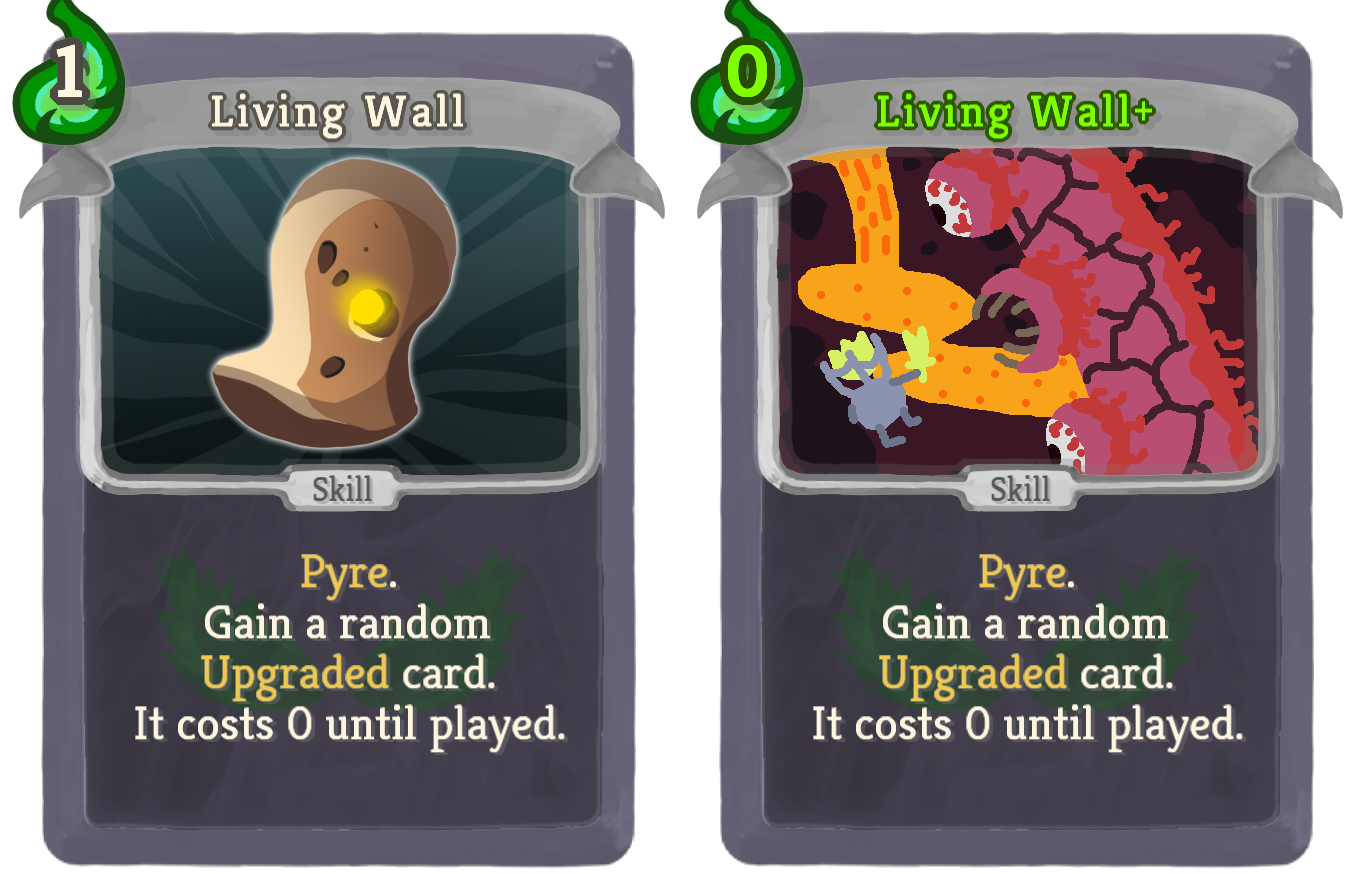 1
Living Wall
Skill
Pyre.
Gain a random
Upgraded card.
It costs 0 until played.
0
Living Wall+
Skill
Pyre.
Gain a random
Upgraded card.
It costs 0 until played.